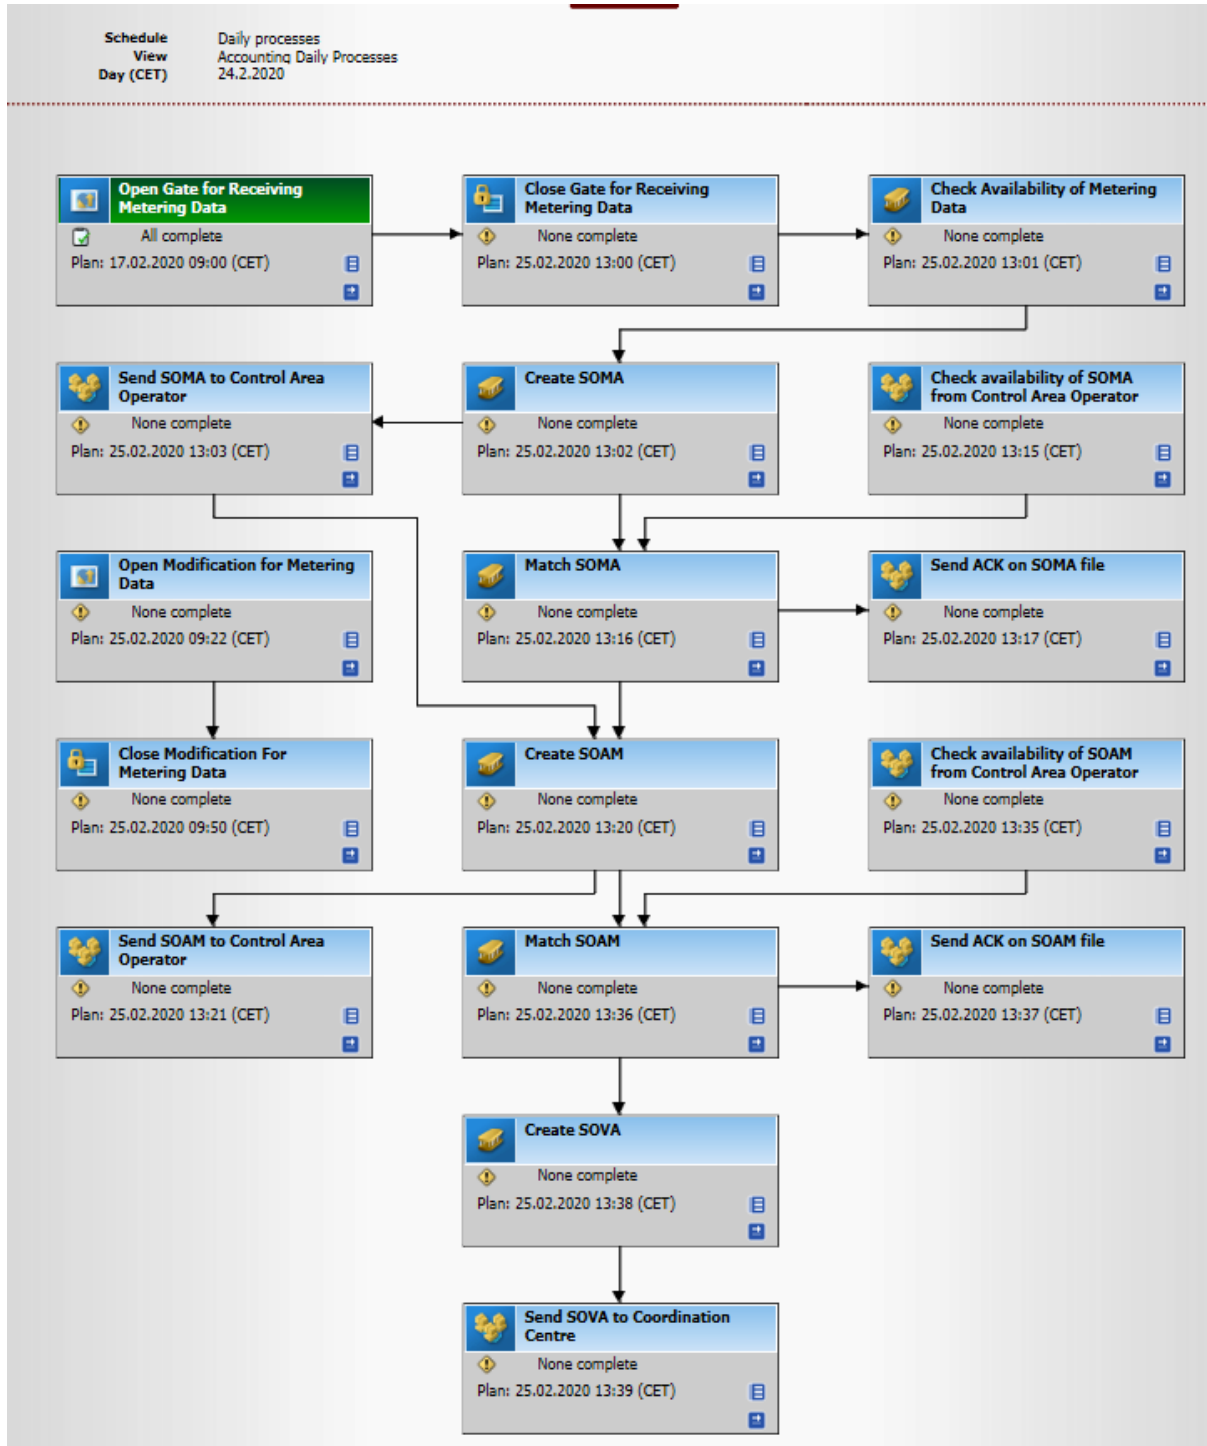 Schedule Daily processes
View Accounting Daily Processes
Day (CET) 24.2.2020
Open Gate for Receiving
Metering Data
All complete
Plan: 17.02.2020 09:00 (CET)
Close Gate for Receiving
Metering Data
None complete
Plan: 25.02.2020 13:00 (CET)
Check Availability of Metering
Data
None complete
Plan: 25.02.2020 13:01 (CET)
Send SOMA to Control Area
Operator
None complete
Plan: 25.02.2020 13:03 (CET)
Create SOMA
None complete
Plan: 25.02.2020 13:02 (CET)
Check availability of SOMA
from Control Area Operator
None complete
Plan: 25.02.2020 13:15 (CET)
Open Modification for Metering
Data
None complete
Plan: 25.02.2020 09:22 (CET)
Match SOMA
None complete
Plan: 25.02.2020 13:16 (CET)
Send ACK on SOMA file
None complete
Plan: 25.02.2020 13:17 (CET)
Close Modification For
Metering Data
None complete
Plan: 25.02.2020 09:50 (CET)
Create SOAM
None complete
Plan: 25.02.2020 13:20 (CET)
Check availability of SOAM
from Control Area Operator
None complete
Plan: 25.02.2020 13:35 (CET)
Send SOAM to Control Area
Operator
None complete
Plan: 25.02.2020 13:21 (CET)
Match SOAM
None complete
Plan: 25.02.2020 13:36 (CET)
Send ACK on SOAM file
None complete
Plan: 25.02.2020 13:37 (CET)
Create SOVA
None complete
Plan: 25.02.2020 13:38 (CET)
Send SOVA to Coordination
Centre
None complete
Plan: 25.02.2020 13:39 (CET)